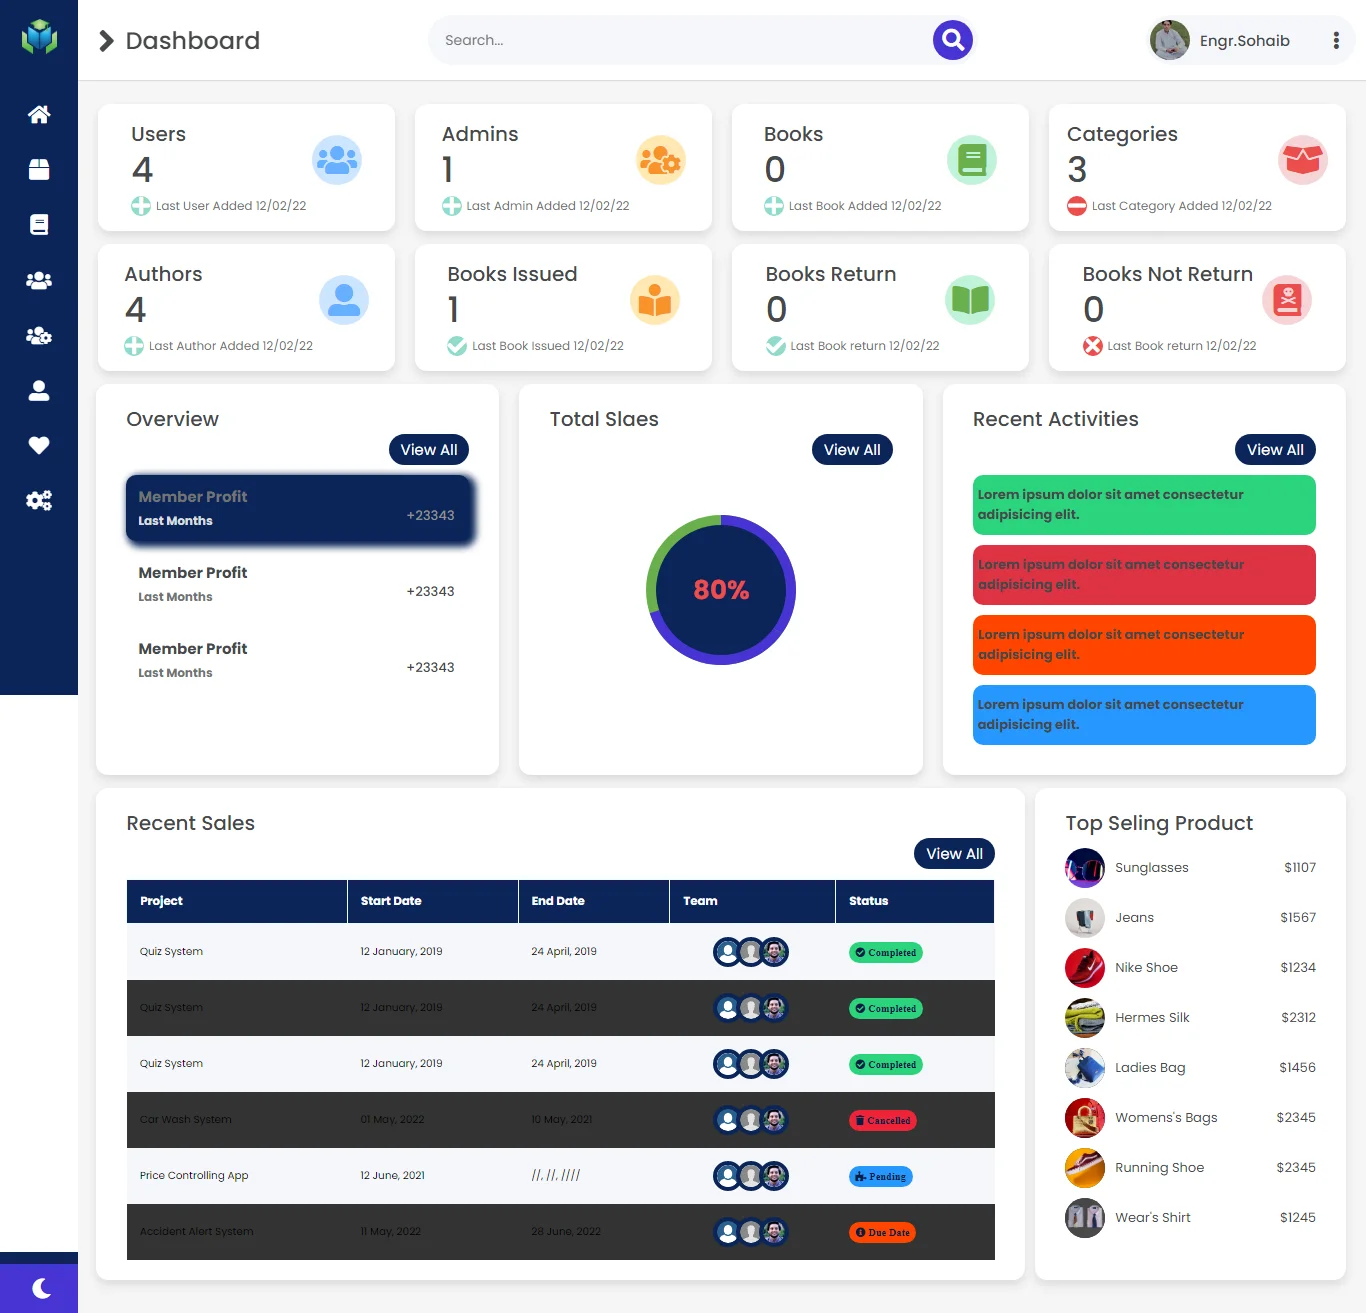 Dashboard
Search...
Engr.Sohaib
Users
4
Last User Added 12/02/22
Admins
1
Last Admin Added 12/02/22
Books
0
Last Book Added 12/02/22
Categories
3
Last Category Added 12/02/22
Authors
4
Last Author Added 12/02/22
Books Issued
1
Last Book Issued 12/02/22
Books Return
0
Last Book return 12/02/22
Books Not Return
0
Last Book return 12/02/22
Overview
View All
Member Profit
Last Months
+23343
Member Profit
Last Months
+23343
Member Profit
Last Months
+23343
Total Slaes
View All
80%
Recent Activities
View All
Lorem ipsum dolor sit amet consectetur
adipisicing elit.
Lorem ipsum dolor sit amet consectetur
adipisicing elit.
Lorem ipsum dolor sit amet consectetur
adipisicing elit.
Lorem ipsum dolor sit amet consectetur
adipisicing elit.
Recent Sales
View All
Project Start Date End Date Team Status
Quiz System 12 January, 2019 24 April, 2019 Completed
Quiz System 12 January, 2019 24 April, 2019 Completed
Quiz System 12 January, 2019 24 April, 2019 Completed
Car Wash System 01 May, 2022 10 May, 2021 Cancelled
Price Controlling App 12 June, 2021 //, //, //// Pending
Accident Alert System 11 May, 2022 28 June, 2022 Due Date
Top Seling Product
Sunglasses $1107
Jeans $1567
Nike Shoe $1234
Hermes Silk $2312
Ladies Bag $1456
Womens's Bags $2345
Running Shoe $2345
Wear's Shirt $1245